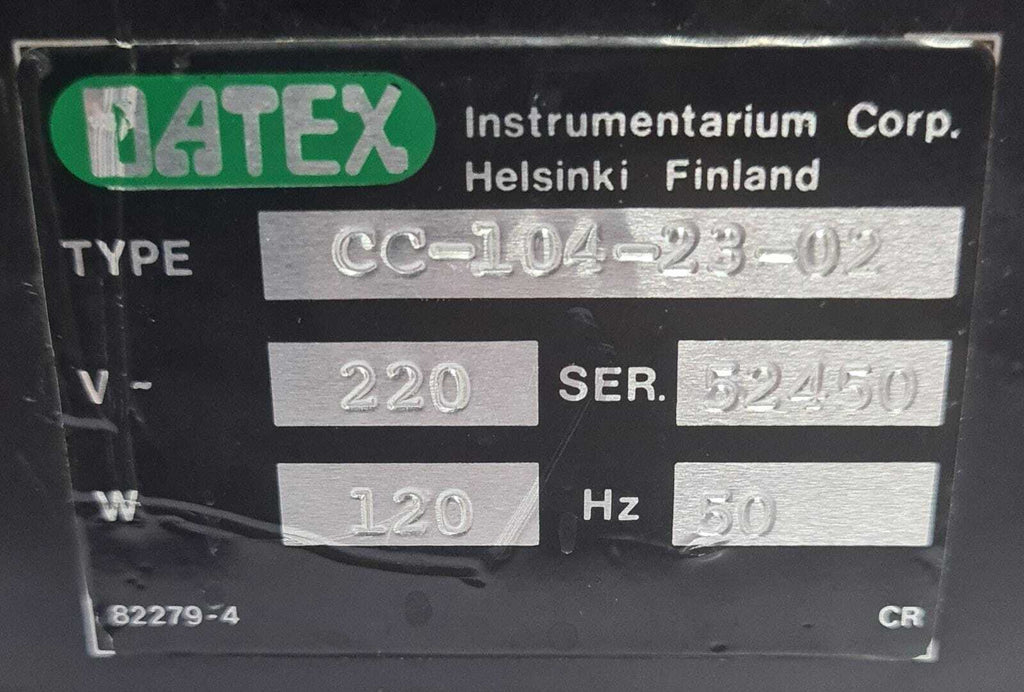 DATEX
Instrumentarium Corp.
Helsinki Finland
TYPE CC-104-23-02
V ~ 220 SER. 52450
W 120 Hz 50
82279-4 CR